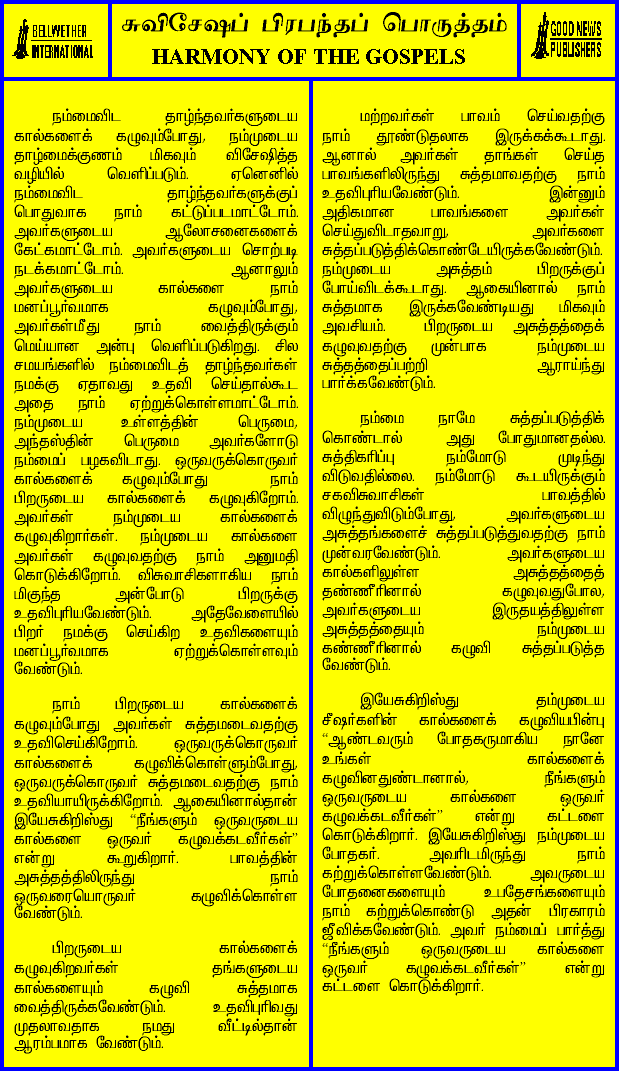 BELLWETHER
INTERNATIONAL
சுவிசேஷப் பிரபந்தப் பொருத்தம்
HARMONY OF THE GOSPELS
GOOD NEWS
PUBLISHERS
நம்மைவிட தாழ்ந்தவர்களுடைய
கால்களைக் கழுவும்போது, நம்முடைய
தாழ்மைக்குணம் மிகவும் விசேஷித்த
வழியில் வெளிப்படும். ஏனெனில்
நம்மைவிட தாழ்ந்தவர்களுக்குப்
பொதுவாக நாம் கட்டுப்படமாட்டோம்.
அவர்களுடைய ஆலோசனைகளைக்
கேட்கமாட்டோம். அவர்களுடைய சொற்படி
நடக்கமாட்டோம். ஆனாலும்
அவர்களுடைய கால்களை நாம்
மனப்பூர்வமாக கழுவும்போது,
அவர்கள்மீது நாம் வைத்திருக்கும்
மெய்யான அன்பு வெளிப்படுகிறது. சில
சமயங்களில் நம்மைவிடத் தாழ்ந்தவர்கள்
நமக்கு ஏதாவது உதவி செய்தால்கூட
அதை நாம் ஏற்றுக்கொள்ளமாட்டோம்.
நம்முடைய உள்ளத்தின் பெருமை,
அந்தஸ்தின் பெருமை அவர்களோடு
நம்மைப் பழகவிடாது. ஒருவருக்கொருவர்
கால்களைக் கழுவும்போது நாம்
பிறருடைய கால்களைக் கழுவுகிறோம்.
அவர்கள் நம்முடைய கால்களைக்
கழுவுகிறார்கள். நம்முடைய கால்களை
அவர்கள் கழுவுவதற்கு நாம் அனுமதி
கொடுக்கிறோம். விசுவாசிகளாகிய நாம்
மிகுந்த அன்போடு பிறருக்கு
உதவிபுரியவேண்டும். அதேவேளையில்
பிறர் நமக்கு செய்கிற உதவிகளையும்
மனப்பூர்வமாக ஏற்றுக்கொள்ளவும்
வேண்டும்.
நாம் பிறருடைய கால்களைக்
கழுவும்போது அவர்கள் சுத்தமடைவதற்கு
உதவிசெய்கிறோம். ஒருவருக்கொருவர்
கால்களைக் கழுவிக்கொள்ளும்போது,
ஒருவருக்கொருவர் சுத்தமடைவதற்கு நாம்
உதவியாயிருக்கிறோம். ஆகையினால்தான்
இயேசுகிறிஸ்து “நீங்களும் ஒருவருடைய
கால்களை ஒருவர் கழுவக்கடவீர்கள்”
என்று கூறுகிறார். பாவத்தின்
அசுத்தத்திலிருந்து நாம்
ஒருவரையொருவர் கழுவிக்கொள்ள
வேண்டும்.
பிறருடைய கால்களைக்
கழுவுகிறவர்கள் தங்களுடைய
கால்களையும் கழுவி சுத்தமாக
வைத்திருக்கவேண்டும். உதவிபுரிவது
முதலாவதாக நமது வீட்டில்தான்
ஆரம்பமாக வேண்டும்.
மற்றவர்கள் பாவம் செய்வதற்கு
நாம் தூண்டுதலாக இருக்கக்கூடாது.
ஆனால் அவர்கள் தாங்கள் செய்த
பாவங்களிலிருந்து சுத்தமாவதற்கு நாம்
உதவிபுரியவேண்டும். இன்னும்
அதிகமான பாவங்களை அவர்கள்
செய்துவிடாதவாறு, அவர்களை
சுத்தப்படுத்திக்கொண்டேயிருக்கவேண்டும்.
நம்முடைய அசுத்தம் பிறருக்குப்
போய்விடக்கூடாது. ஆகையினால் நாம்
சுத்தமாக இருக்கவேண்டியது மிகவும்
அவசியம். பிறருடைய அசுத்தத்தைக்
கழுவுவதற்கு முன்பாக நம்முடைய
சுத்தத்தைப்பற்றி ஆராய்ந்து
பார்க்கவேண்டும்.
நம்மை நாமே சுத்தப்படுத்திக்
கொண்டால் அது போதுமானதல்ல.
சுத்திகரிப்பு நம்மோடு முடிந்து
விடுவதில்லை. நம்மோடு கூடயிருக்கும்
சகவிசுவாசிகள் பாவத்தில்
விழுந்துவிடும்போது, அவர்களுடைய
அசுத்தங்களைச் சுத்தப்படுத்துவதற்கு நாம்
முன்வரவேண்டும். அவர்களுடைய
கால்களிலுள்ள அசுத்தத்தைத்
தண்ணீரினால் கழுவுவதுபோல,
அவர்களுடைய இருதயத்திலுள்ள
அசுத்தத்தையும் நம்முடைய
கண்ணீரினால் கழுவி சுத்தப்படுத்த
வேண்டும்.
இயேசுகிறிஸ்து தம்முடைய
சீஷர்களின் கால்களைக் கழுவியபின்பு
“ஆண்டவரும் போதகருமாகிய நானே
உங்கள் கால்களைக்
கழுவினதுண்டானால், நீங்களும்
ஒருவருடைய கால்களை ஒருவர்
கழுவக்கடவீர்கள்” என்று கட்டளை
கொடுக்கிறார். இயேசுகிறிஸ்து நம்முடைய
போதகர். அவரிடமிருந்து நாம்
கற்றுக்கொள்ளவேண்டும். அவருடைய
போதனைகளையும் உபதேசங்களையும்
நாம் கற்றுக்கொண்டு அதன் பிரகாரம்
ஜீவிக்கவேண்டும். அவர் நம்மைப் பார்த்து
“நீங்களும் ஒருவருடைய கால்களை
ஒருவர் கழுவக்கடவீர்கள்” என்று
கட்டளை கொடுக்கிறார்.